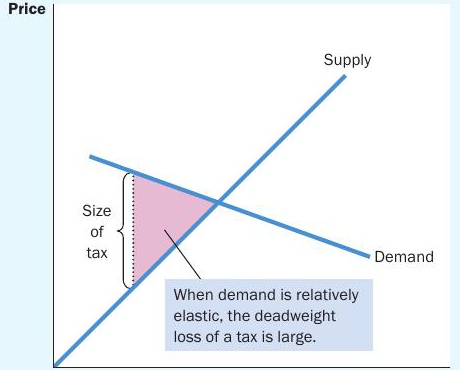 Price
Supply
Size
of
tax
Demand
When demand is relatively
elastic, the deadweight
loss of a tax is large.